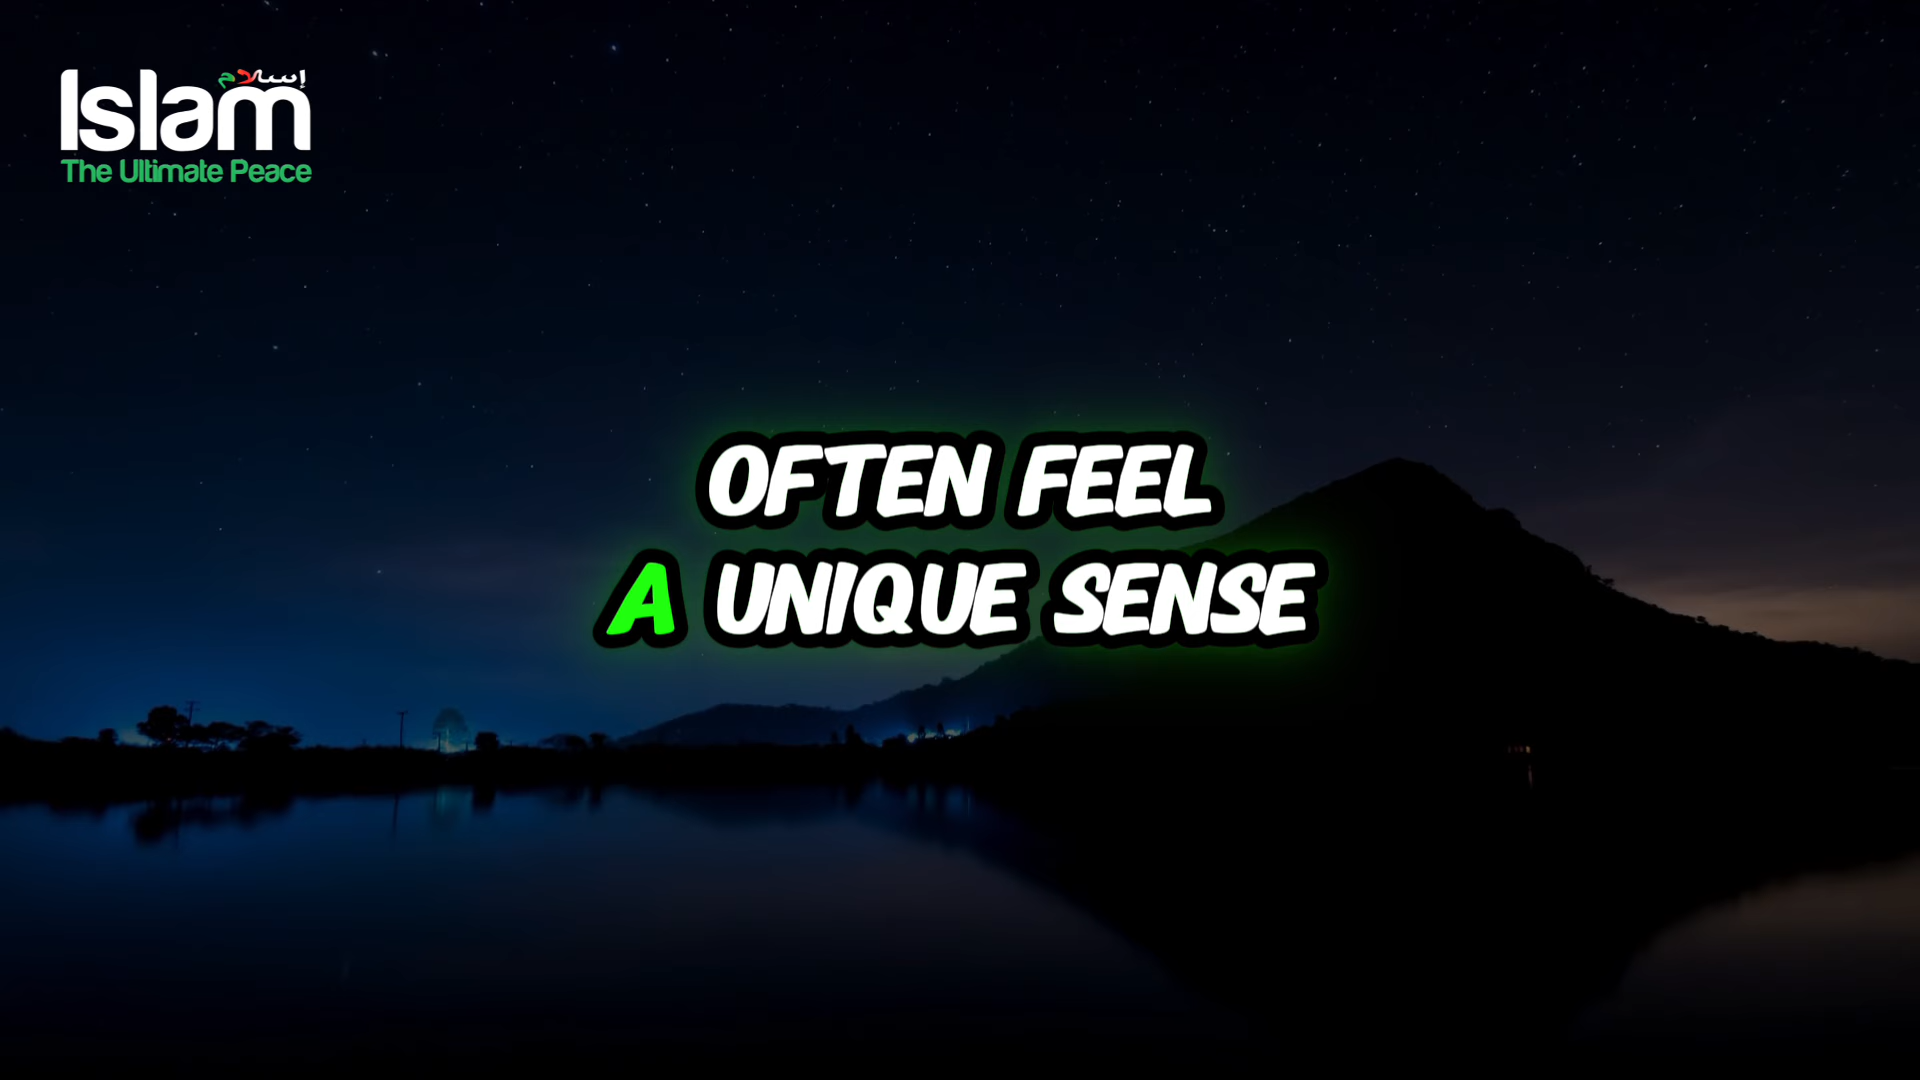 إسلام
Islam
The Ultimate Peace
OFTEN FEEL
A UNIQUE SENSE